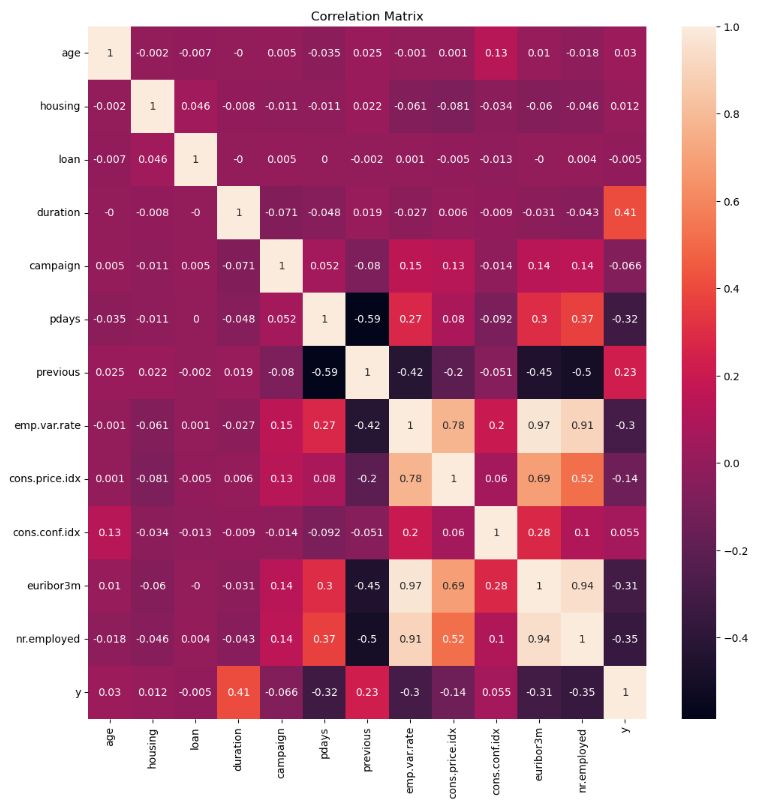 Correlation Matrix
age 1 -0.002 -0.007 -0 0.005 -0.035 0.025 -0.001 0.001 0.13 0.01 -0.018 0.03
housing -0.002 1 0.046 -0.008 -0.011 -0.011 0.022 -0.061 -0.081 -0.034 -0.06 -0.046 0.012
loan -0.007 0.046 1 -0 0.005 0 -0.002 0.001 -0.005 -0.013 -0 0.004 -0.005
duration -0 -0.008 -0 1 -0.071 -0.048 0.019 -0.027 0.006 -0.009 -0.031 -0.043 0.41
campaign 0.005 -0.011 0.005 -0.071 1 0.052 -0.08 0.15 0.13 -0.014 0.14 0.14 -0.066
pdays -0.035 -0.011 0 -0.048 0.052 1 -0.59 0.27 0.08 -0.092 0.3 0.37 -0.32
previous 0.025 0.022 -0.002 0.019 -0.08 -0.59 1 -0.42 -0.2 -0.051 -0.45 -0.5 0.23
emp.var.rate -0.001 -0.061 0.001 -0.027 0.15 0.27 -0.42 1 0.78 0.2 0.97 0.91 -0.3
cons.price.idx 0.001 -0.081 -0.005 0.006 0.13 0.08 -0.2 0.78 1 0.06 0.69 0.52 -0.14
cons.conf.idx 0.13 -0.034 -0.013 -0.009 -0.014 -0.092 -0.051 0.2 0.06 1 0.28 0.1 0.055
euribor3m 0.01 -0.06 -0 -0.031 0.14 0.3 -0.45 0.97 0.69 0.28 1 0.94 -0.31
nr.employed -0.018 -0.046 0.004 -0.043 0.14 0.37 -0.5 0.91 0.52 0.1 0.94 1 -0.35
y 0.03 0.012 -0.005 0.41 -0.066 -0.32 0.23 -0.3 -0.14 0.055 -0.31 -0.35 1
age housing loan duration campaign pdays previous emp.var.rate cons.price.idx cons.conf.idx euribor3m nr.employed y
1.0
0.8
0.6
0.4
0.2
0.0
−0.2
−0.4